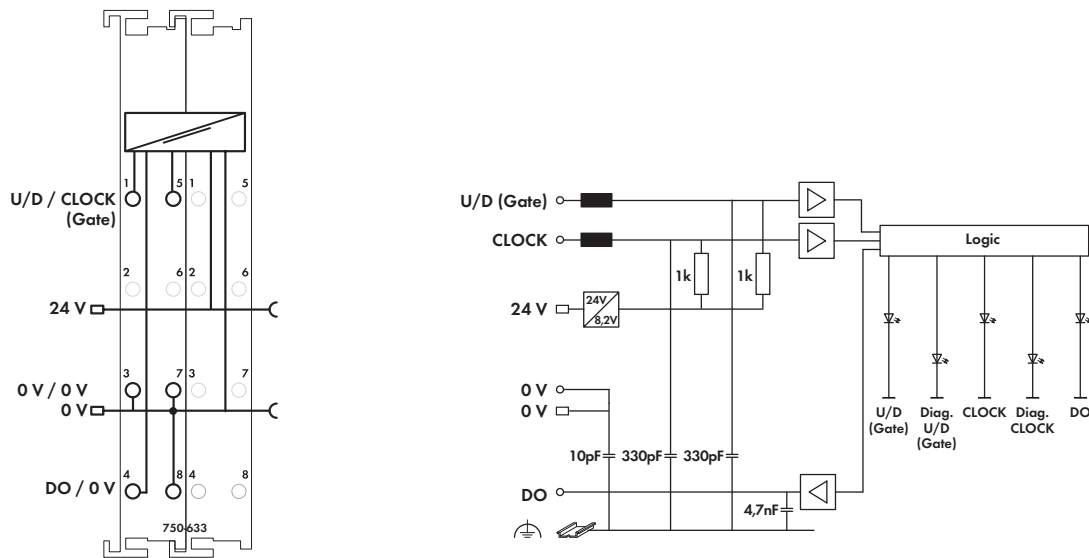 1 5 1 5
U/D / CLOCK
(Gate)
2 6 2 6
24 V
3 7 3 7
0 V / 0 V
0 V
4 8 4 8
DO / 0 V
750-633
U/D (Gate)
CLOCK
Logic
1k 1k
24 V
24V
8,2V
0 V
0 V
10pF 330pF 330pF
DO
4,7nF
U/D
(Gate)
Diag.
U/D
(Gate)
CLOCK
Diag.
CLOCK
DO